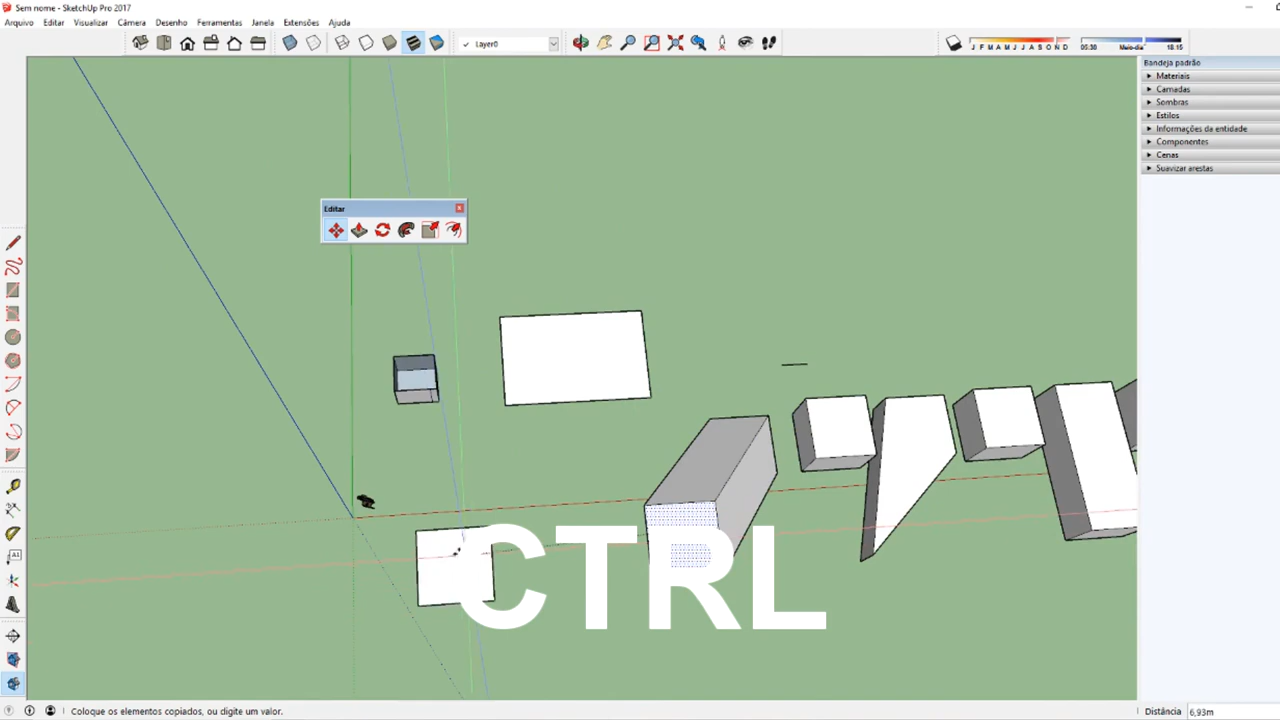 Sem nome - SketchUp Pro 2017
Arquivo Editar Visualizar Câmera Desenho Ferramentas Janela Extensões Ajuda
Layer0
J F M A M J J A S O N D
05:30 Meio-dia 18:15
Bandeja padrão
Materiais
Camadas
Sombras
Estilos
Informações da entidade
Componentes
Cenas
Suavizar arestas
Editar
A1
CTRL
Coloque os elementos copiados, ou digite um valor.
Distância 6,93m